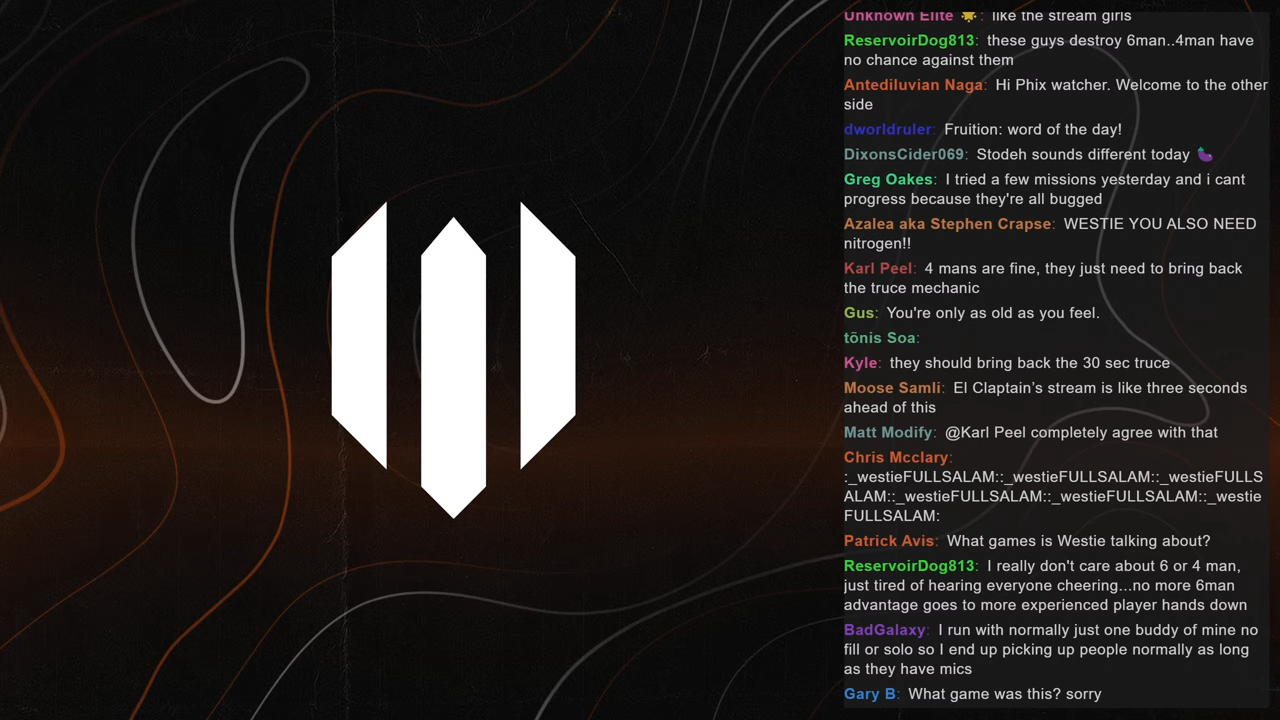 Unknown Elite: like the stream girls
ReservoirDog813: these guys destroy 6man..4man have
no chance against them
Antediluvian Naga: Hi Phix watcher. Welcome to the other
side
dworldruler: Fruition: word of the day!
DixonsCider069: Stodeh sounds different today 🍆
Greg Oakes: I tried a few missions yesterday and i cant
progress because they're all bugged
Azalea aka Stephen Crapse: WESTIE YOU ALSO NEED
nitrogen!!
Karl Peel: 4 mans are fine, they just need to bring back
the truce mechanic
Gus: You're only as old as you feel.
tōnis Soa:
Kyle: they should bring back the 30 sec truce
Moose Samli: El Claptain’s stream is like three seconds
ahead of this
Matt Modify: @Karl Peel completely agree with that
Chris Mcclary:
:_westieFULLSALAM::_westieFULLSALAM::_westieFULLS
ALAM::_westieFULLSALAM::_westieFULLSALAM::_westie
FULLSALAM:
Patrick Avis: What games is Westie talking about?
ReservoirDog813: I really don't care about 6 or 4 man,
just tired of hearing everyone cheering...no more 6man
advantage goes to more experienced player hands down
BadGalaxy: I run with normally just one buddy of mine no
fill or solo so I end up picking up people normally as long
as they have mics
Gary B: What game was this? sorry